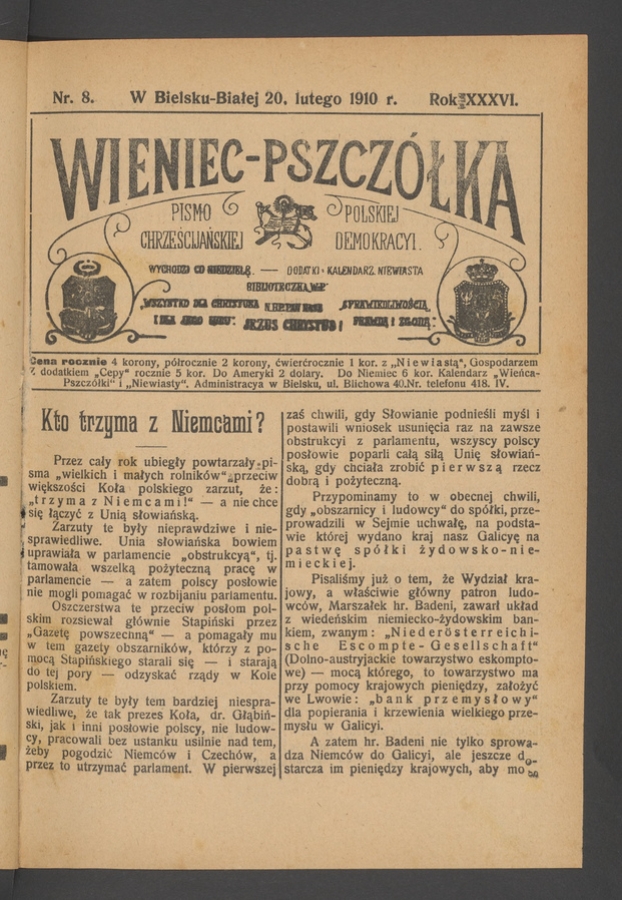 Nr. 8. W Bielsku-Białej 20. lutego 1910 r. Rok XXXVI.
WIENIEC-PSZCZÓŁKA
PISMO POLSKIEJ
CHRZEŚCIJAŃSKIEJ DEMOKRACYI.
WYCHODZI CO NIEDZIELĘ. — DODATKI: KALENDARZ NIEWIASTA
BIBLIOTECZKA
„WSZYSTKO DLA CHRYSTUSA SPRAWIEDLIWOŚCIĄ
I DLA JEGO LUDU". JEZUS CHRYSTUS! PRAWDĄ I ZGODĄ."
Cena rocznie 4 korony, półrocznie 2 korony, ćwierćrocznie 1 kor. z „Niewiastą", Gospodarzem
z dodatkiem „Cepy" rocznie 5 kor. Do Ameryki 2 dolary. Do Niemiec 6 kor. Kalendarz „Wieńca-
Pszczółki" i „Niewiasty". Administracya w Bielsku, ul. Blichowa 40. Nr. telefonu 418. IV.
Kto trzyma z Niemcami?
Przez cały rok ubiegły powtarzały pi-
sma „wielkich i małych rolników" przeciw
większości Koła polskiego zarzut, że:
„trzyma z Niemcami!" — a nie chce
się łączyć z Unią słowiańską.
Zarzuty te były nieprawdziwe i nie-
sprawiedliwe. Unia słowiańska bowiem
uprawiała w parlamencie „obstrukcyą", tj.
tamowała wszelką pożyteczną pracę w
parlamencie — a zatem polscy posłowie
nie mogli pomagać w rozbijaniu parlamentu.
Oszczerstwa te przeciw posłom pol-
skim rozsiewał głównie Stapiński przez
„Gazetę powszechną" — a pomagały mu
w tem gazety obszarników, którzy z po-
mocą Stapińskiego starali się — i starają
do tej pory — odzyskać rządy w Kole
polskiem.
Zarzuty te były tem bardziej niespra-
wiedliwe, że tak prezes Koła, dr. Głąbiń-
ski, jak i inni posłowie polscy, nie ludow-
cy, pracowali bez ustanku usilnie nad tem,
żeby pogodzić Niemców i Czechów, a
przez to utrzymać parlament. W pierwszej
zaś chwili, gdy Słowianie podnieśli myśl i
postawili wniosek usunięcia raz na zawsze
obstrukcyi z parlamentu, wszyscy polscy
posłowie poparli całą siłą Unię słowiań-
ską, gdy chciała zrobić pierwszą rzecz
dobrą i pożyteczną.
Przypominamy to w obecnej chwili,
gdy „obszarnicy i ludowcy" do spółki, prze-
prowadzili w Sejmie uchwałę, na podsta-
wie której wydano kraj nasz Galicyę na
pastwę spółki żydowsko-nie-
mieckiej.
Pisaliśmy już o tem, że Wydział kra-
jowy, a właściwie główny patron ludo-
wców, Marszałek hr. Badeni, zawarł układ
z wiedeńskim niemiecko-żydowskim ban-
kiem, zwanym: „Niederösterreichi-
sche Escompte-Gesellschaft"
(Dolno-austryjackie towarzystwo eskompto-
we) — mocą którego, to towarzystwo ma
przy pomocy krajowych pieniędzy, założyć
we Lwowie: „bank przemysłowy"
dla popierania i krzewienia wielkiego prze-
mysłu w Galicyi.
A zatem hr. Badeni nie tylko sprowa-
dza Niemców do Galicyi, ale jeszcze do-
starcza im pieniędzy krajowych, aby mo